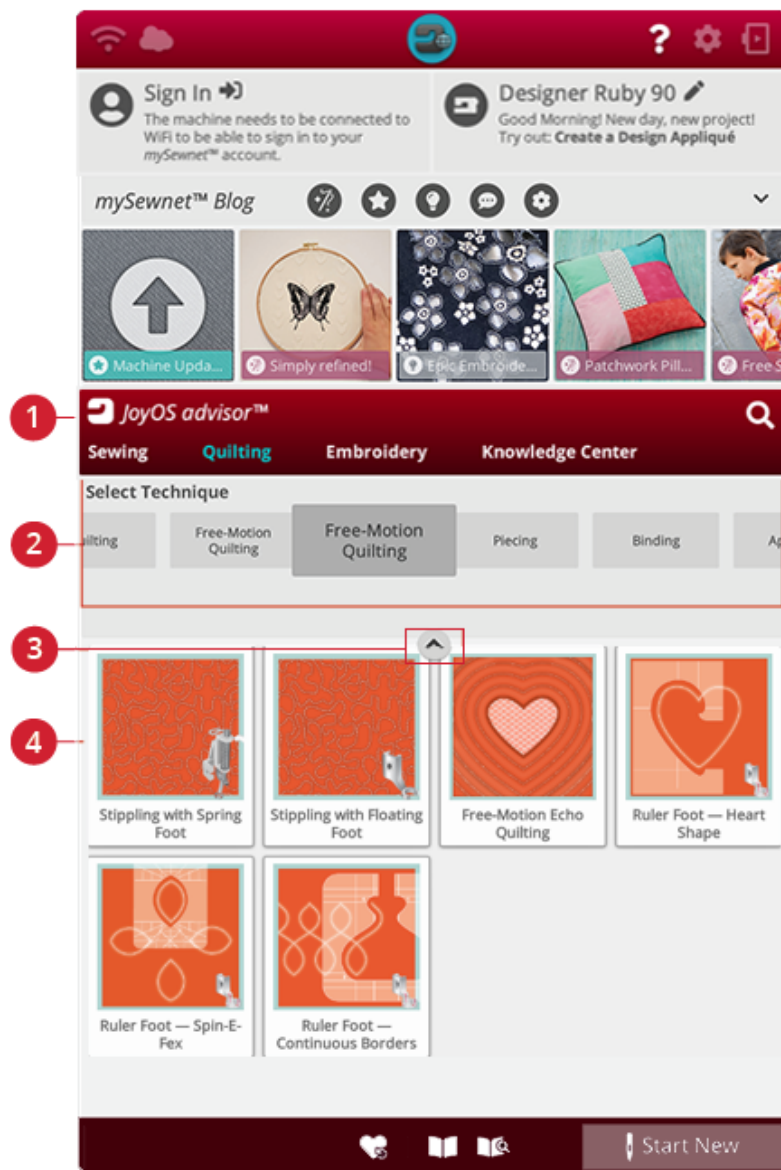 ?
Sign In
The machine needs to be connected to
WiFi to be able to sign in to your
mySewnet™ account.
Designer Ruby 90
Good Morning! New day, new project!
Try out: Create a Design Appliqué
mySewnet™ Blog
Machine Upda...
Simply refined!
Epic Embroide...
Patchwork Pill...
Free S
1
JoyOS advisor™
Sewing Quilting Embroidery Knowledge Center
Select Technique
2
uilting
Free-Motion
Quilting
Free-Motion
Quilting
Piecing
Binding
Ap
3
4
Stippling with Spring
Foot
Stippling with Floating
Foot
Free-Motion Echo
Quilting
Ruler Foot — Heart
Shape
Ruler Foot — Spin-E-
Fex
Ruler Foot —
Continuous Borders
Start New